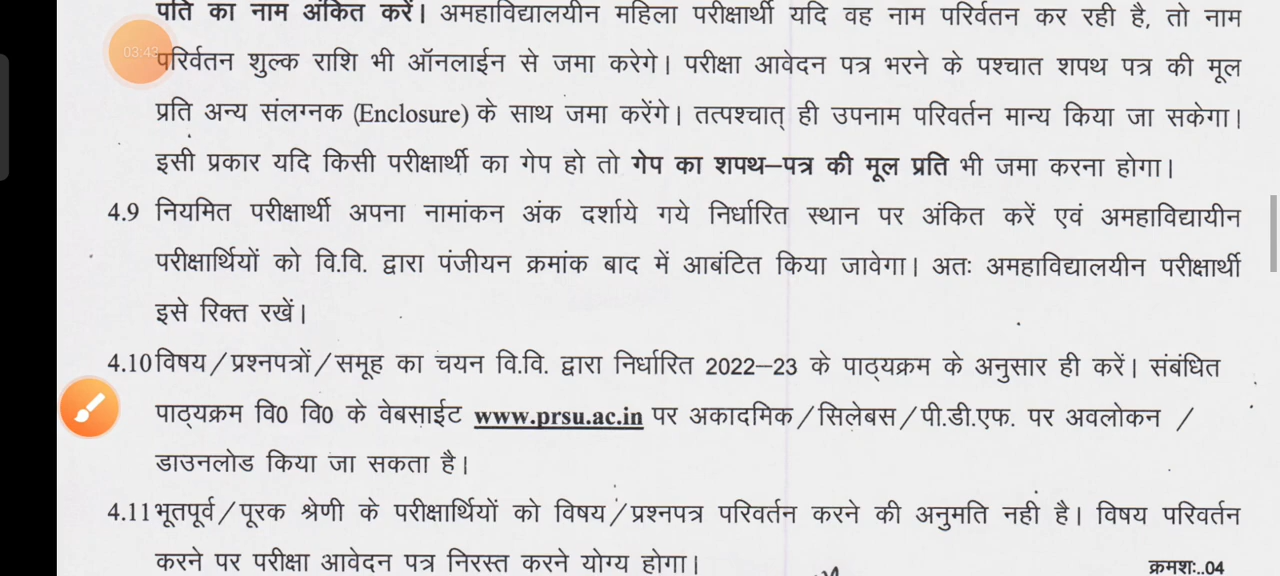 पति का नाम अंकित करें। अमहाविद्यालयीन महिला परीक्षार्थी यदि वह नाम परिर्वतन कर रही है, तो नाम
03:43
परिर्वतन शुल्क राशि भी ऑनलाईन से जमा करेगे। परीक्षा आवेदन पत्र भरने के पश्चात शपथ पत्र की मूल
प्रति अन्य संलग्नक (Enclosure) के साथ जमा करेंगे। तत्पश्चात् ही उपनाम परिवर्तन मान्य किया जा सकेगा।
इसी प्रकार यदि किसी परीक्षार्थी का गेप हो तो गेप का शपथ–पत्र की मूल प्रति भी जमा करना होगा।
4.9 नियमित परीक्षार्थी अपना नामांकन अंक दर्शाये गये निर्धारित स्थान पर अंकित करें एवं अमहाविद्यायीन
परीक्षार्थियों को वि.वि. द्वारा पंजीयन क्रमांक बाद में आबंटित किया जावेगा। अतः अमहाविद्यालयीन परीक्षार्थी
इसे रिक्त रखें।
4.10 विषय/प्रश्नपत्रों/समूह का चयन वि.वि. द्वारा निर्धारित 2022–23 के पाठ्यक्रम के अनुसार ही करें। संबंधित
पाठ्यक्रम वि0 वि0 के वेबसाईट www.prsu.ac.in पर अकादमिक/सिलेबस/पी.डी.एफ. पर अवलोकन /
डाउनलोड किया जा सकता है।
4.11 भूतपूर्व/पूरक श्रेणी के परीक्षार्थियों को विषय/प्रश्नपत्र परिवर्तन करने की अनुमति नही है। विषय परिवर्तन
करने पर परीक्षा आवेदन पत्र निरस्त करने योग्य होगा।
क्रमशः..04